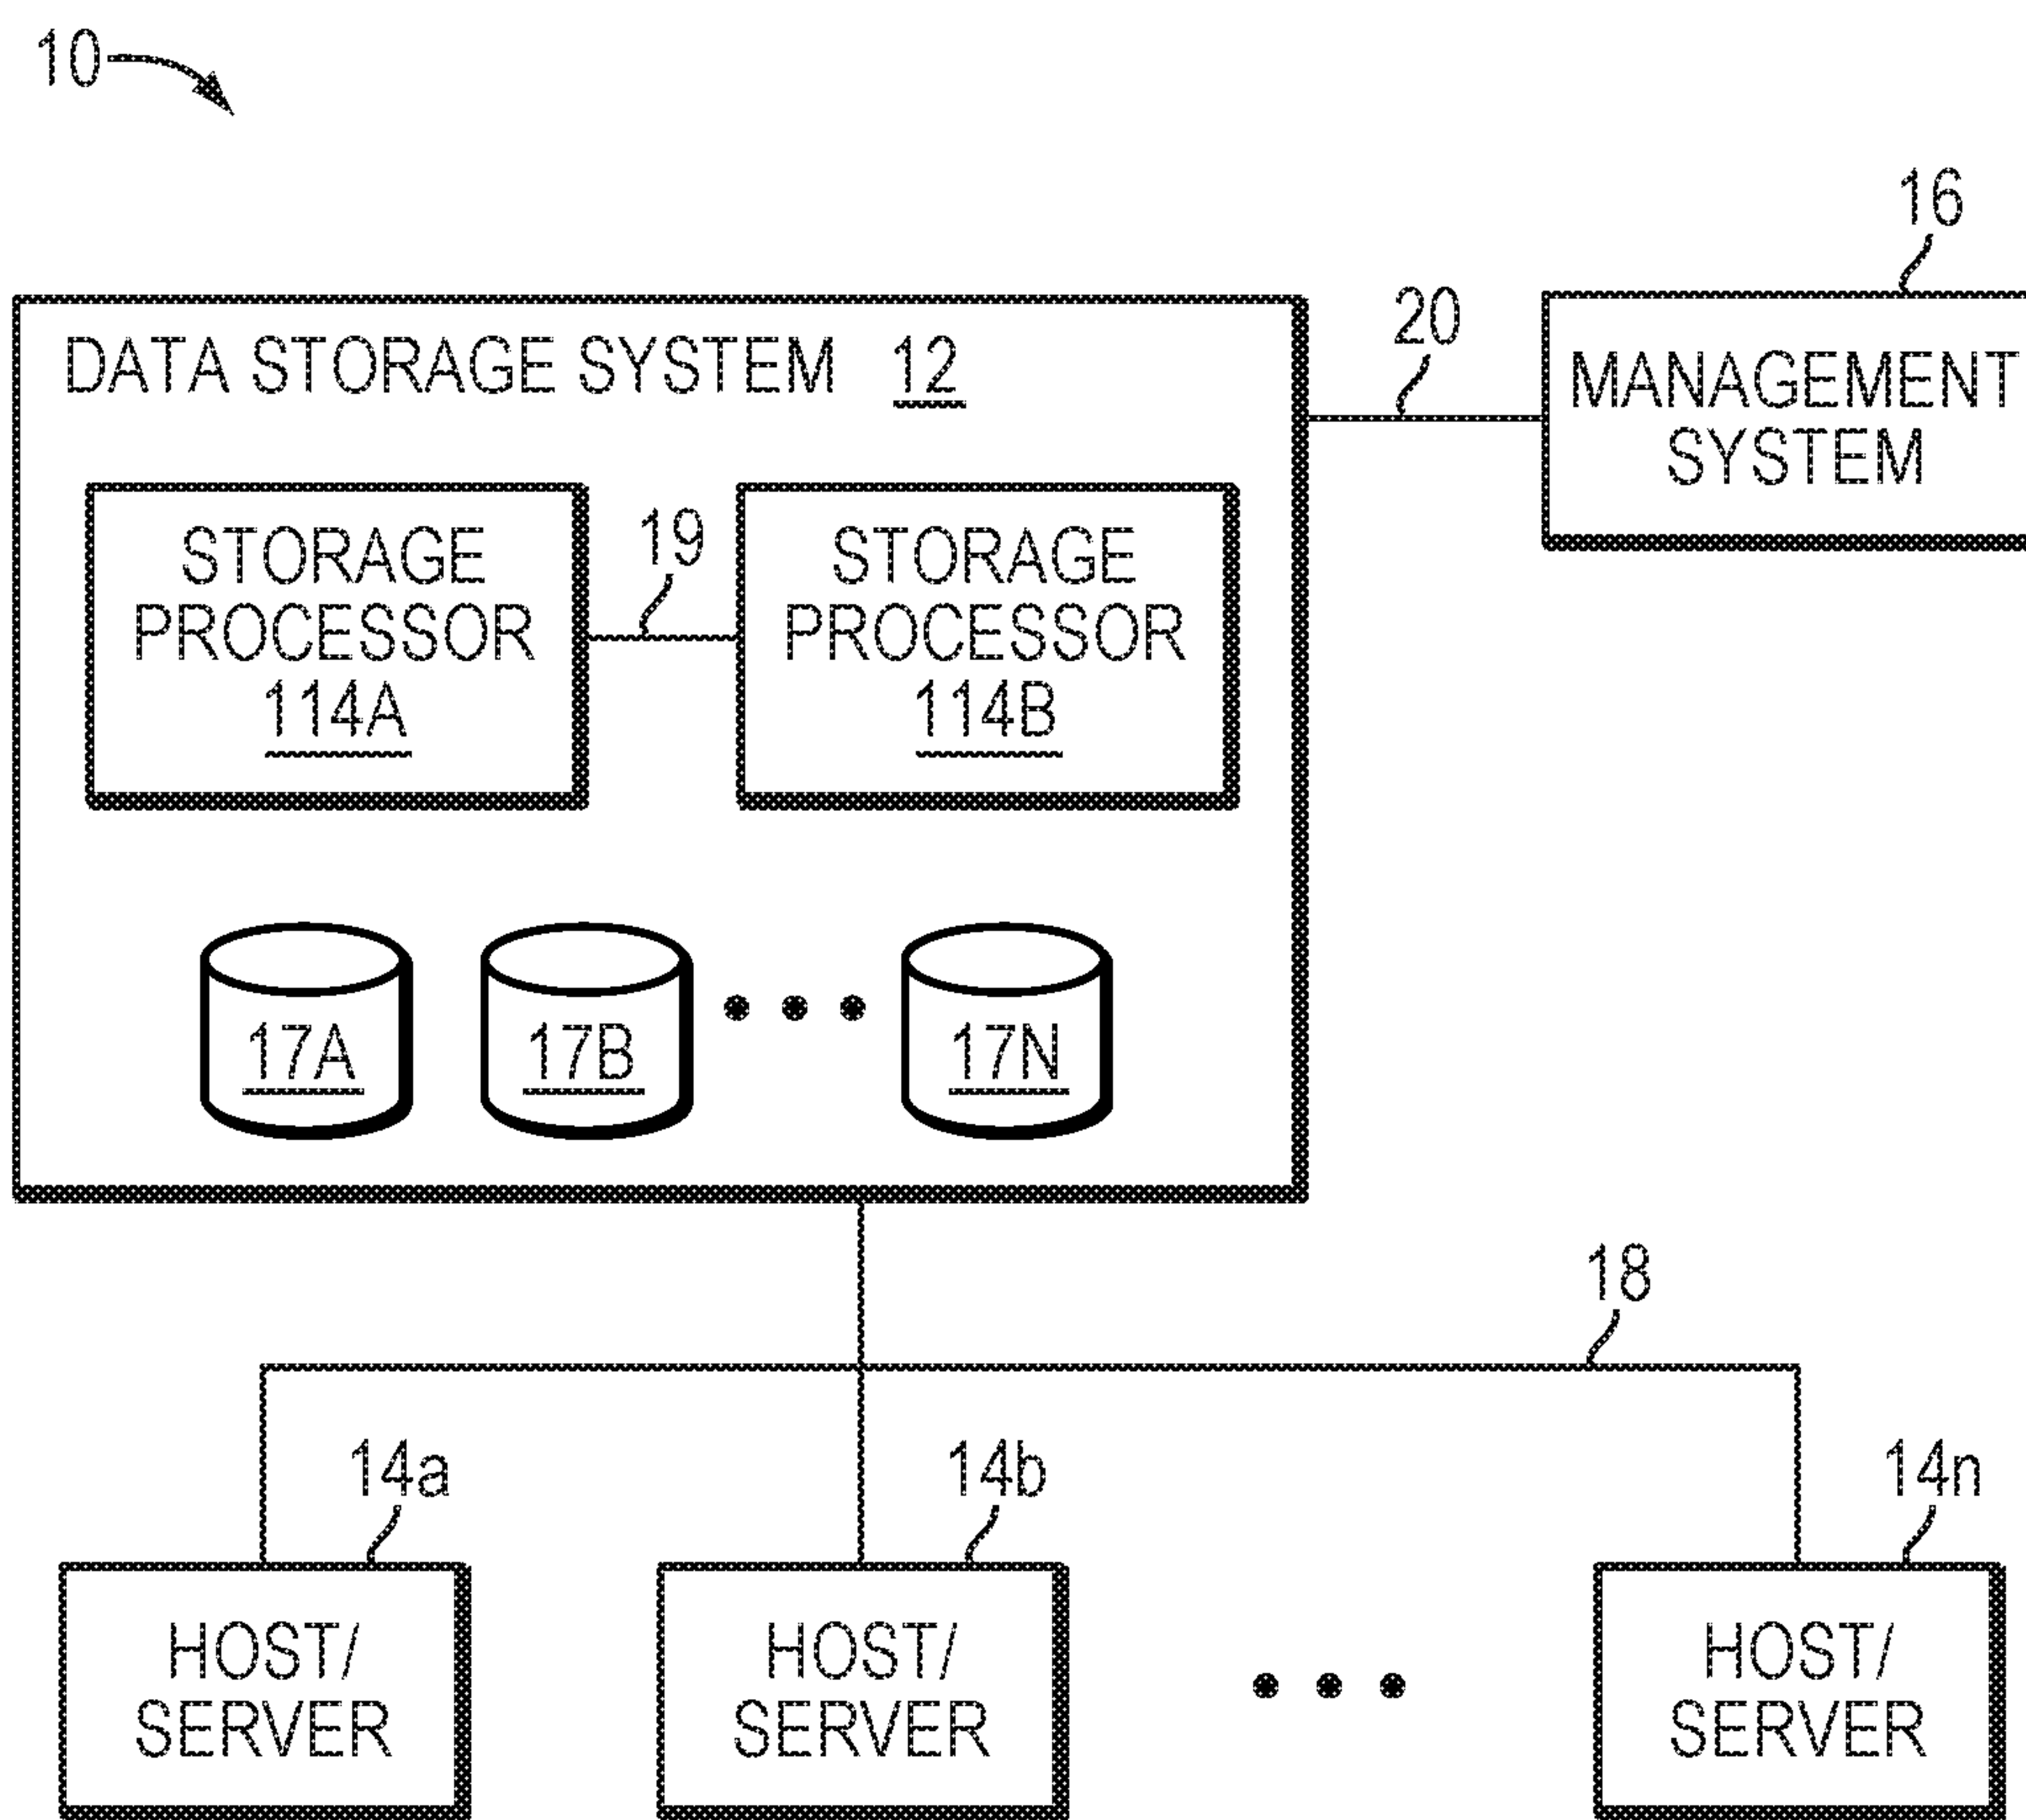 10
16
20
DATA STORAGE SYSTEM 12
MANAGEMENT
SYSTEM
STORAGE
PROCESSOR
114A
19
STORAGE
PROCESSOR
114B
17A
17B
17N
18
14a
14b
14n
HOST/
SERVER
HOST/
SERVER
HOST/
SERVER